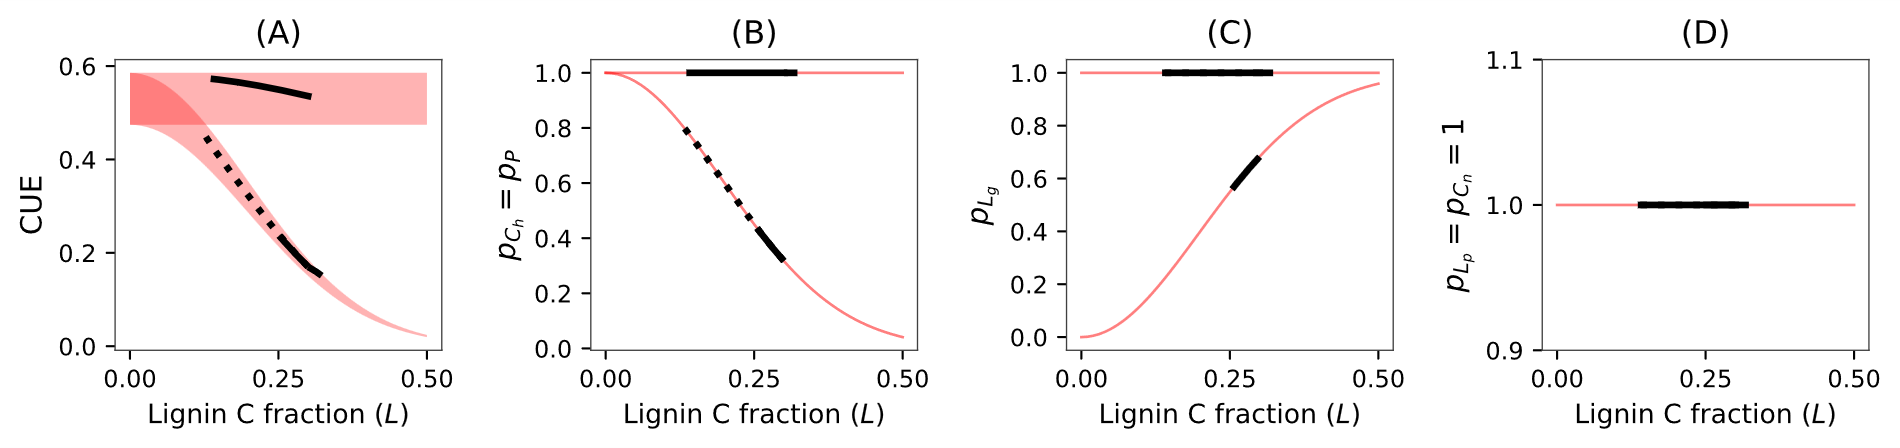 (A)
CUE
0.6
0.4
0.2
0.0
0.00 0.25 0.50
Lignin C fraction (L)
(B)
p_{C_h} = p_P
1.0
0.8
0.6
0.4
0.2
0.0
0.00 0.25 0.50
Lignin C fraction (L)
(C)
p_{L_g}
1.0
0.8
0.6
0.4
0.2
0.0
0.00 0.25 0.50
Lignin C fraction (L)
(D)
p_{L_p} = p_{C_n} = 1
1.1
1.0
0.9
0.00 0.25 0.50
Lignin C fraction (L)